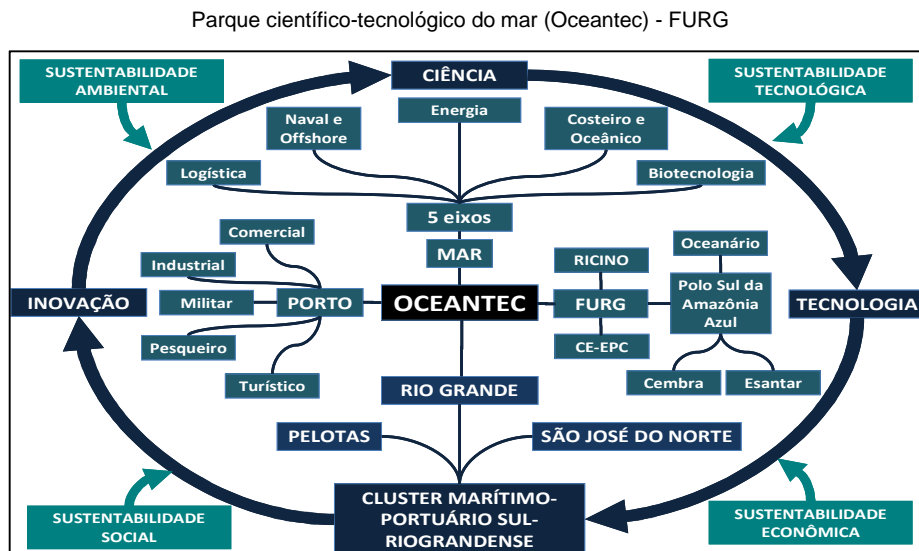 Parque científico-tecnológico do mar (Oceantec) - FURG
SUSTENTABILIDADE
AMBIENTAL
CIÊNCIA
SUSTENTABILIDADE
TECNOLÓGICA
Energia
Naval e
Offshore
Costeiro e
Oceânico
Logística
Biotecnologia
5 eixos
MAR
Comercial
Industrial
Militar
Pesqueiro
Turístico
INOVAÇÃO
PORTO
OCEANTEC
RICINO
FURG
CE-EPC
Oceanário
Polo Sul da
Amazônia
Azul
Cembra
Esantar
TECNOLOGIA
RIO GRANDE
PELOTAS
SÃO JOSÉ DO NORTE
CLUSTER MARÍTIMO-
PORTUÁRIO SUL-
RIOGRANDENSE
SUSTENTABILIDADE
SOCIAL
SUSTENTABILIDADE
ECONÔMICA